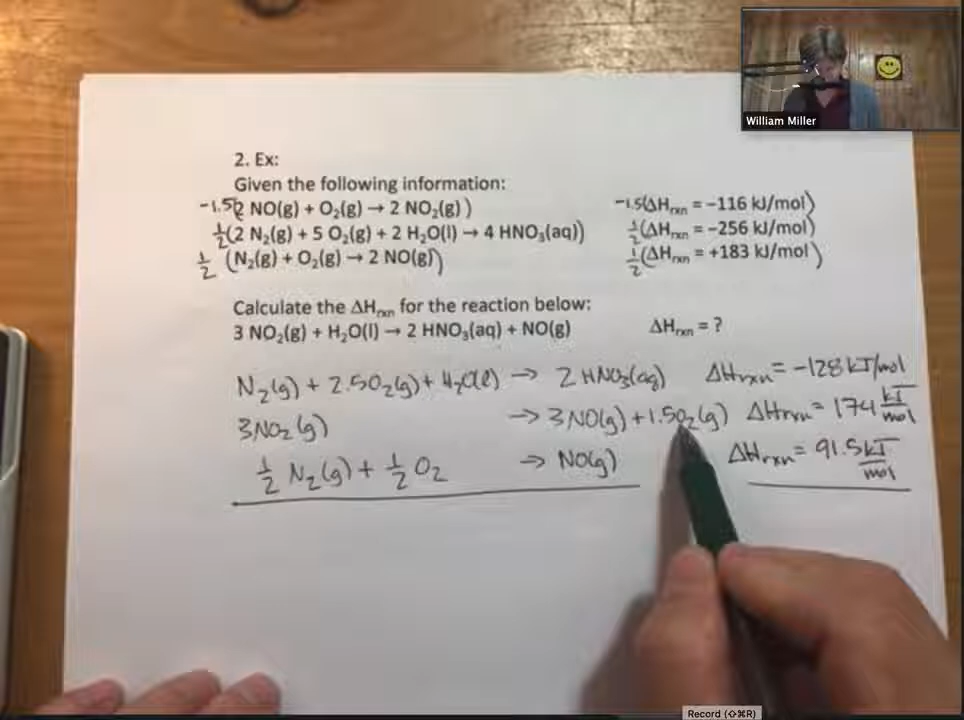 William Miller
2. Ex:
Given the following information:
-1.5(2 NO(g) + O₂(g) → 2 NO₂(g)) -1.5(ΔHrxn = −116 kJ/mol)
½(2 N₂(g) + 5 O₂(g) + 2 H₂O(l) → 4 HNO₃(aq)) ½(ΔHrxn = −256 kJ/mol)
½ (N₂(g) + O₂(g) → 2 NO(g)) ½(ΔHrxn = +183 kJ/mol)
Calculate the ΔHrxn for the reaction below:
3 NO₂(g) + H₂O(l) → 2 HNO₃(aq) + NO(g) ΔHrxn = ?
N₂(g) + 2.5O₂(g) + H₂O(l) → 2 HNO₃(aq) ΔHrxn = -128 kJ/mol
3NO₂(g) → 3NO(g) + 1.5O₂(g) ΔHrxn = 174 kJ/mol
½ N₂(g) + ½ O₂ → NO(g) ΔHrxn = 91.5 kJ/mol
Record (⇧⌘R)